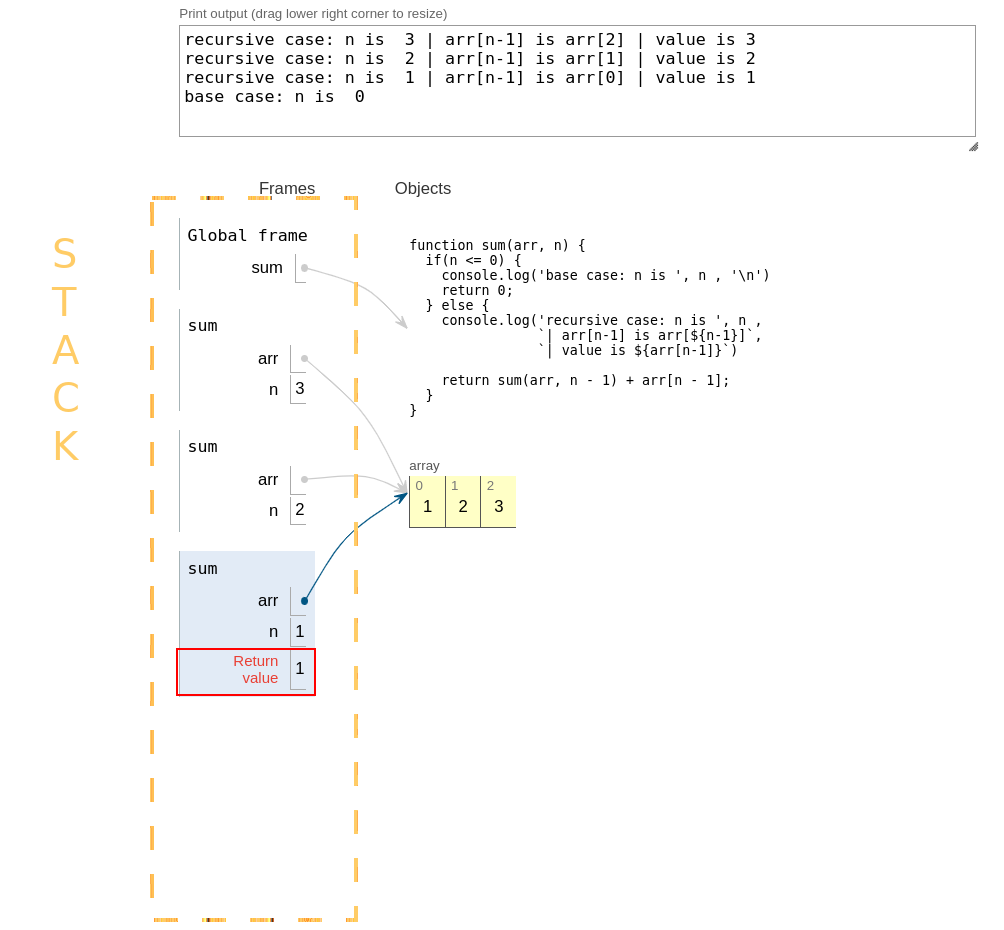 Print output (drag lower right corner to resize)
recursive case: n is  3 | arr[n-1] is arr[2] | value is 3
recursive case: n is  2 | arr[n-1] is arr[1] | value is 2
recursive case: n is  1 | arr[n-1] is arr[0] | value is 1
base case: n is  0
Frames
Objects
S
T
A
C
K
Global frame
sum
sum
arr
n 3
sum
arr
n 2
sum
arr
n 1
Return
value 1
function sum(arr, n) {
  if(n <= 0) {
    console.log('base case: n is ', n , '\n')
    return 0;
  } else {
    console.log('recursive case: n is ', n ,
                `| arr[n-1] is arr[${n-1}]`,
                `| value is ${arr[n-1]}`)
    return sum(arr, n - 1) + arr[n - 1];
  }
}
array
0 1 2
1 2 3